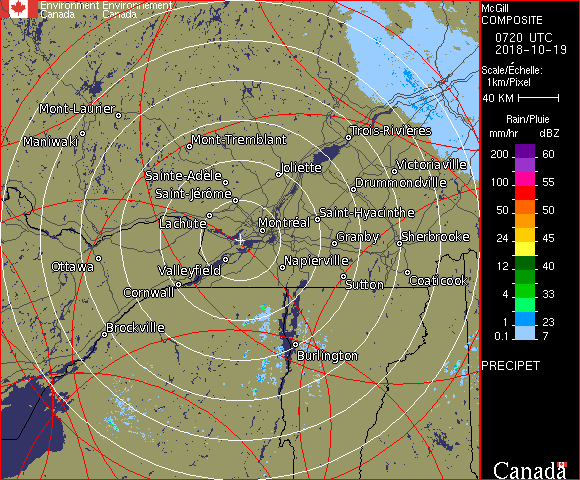 Environment Environnement
Canada Canada
McGill
COMPOSITE
0720 UTC
2018-10-19
Scale/Échelle:
1km/Pixel
40 KM
Rain/Pluie
mm/hr dBZ
200 60
100 55
50 50
24 45
12 40
4 33
1 23
0.1 7
PRECIPET
Canada
Mont-Laurier
Maniwaki
Mont-Tremblant
Trois-Rivières
Sainte-Adèle
Joliette
Victoriaville
Saint-Jérôme
Drummondville
Lachute
Montréal
Saint-Hyacinthe
Granby
Sherbrooke
Ottawa
Valleyfield
Napierville
Cornwall
Sutton
Coaticook
Brockville
Burlington